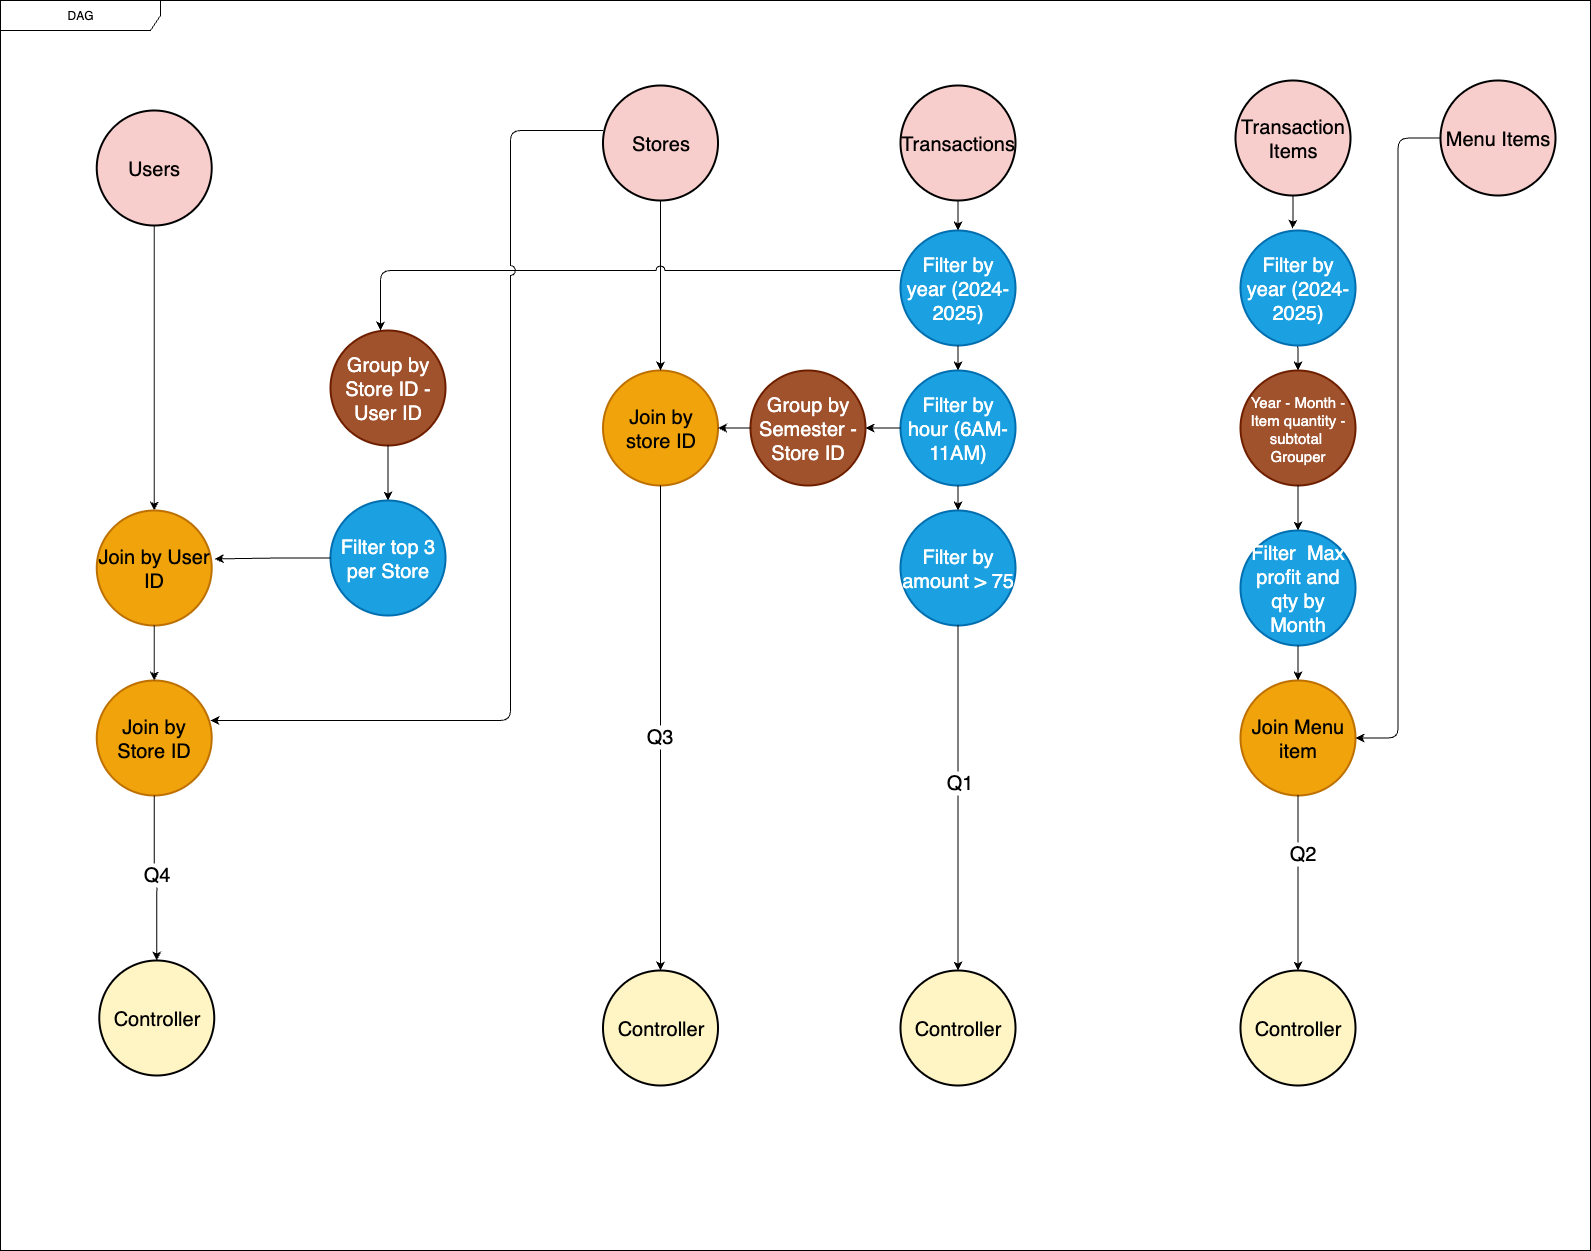 DAG
Users
Stores
Transactions
Transaction
Items
Menu Items
Filter by
year (2024-
2025)
Filter by
year (2024-
2025)
Group by
Store ID -
User ID
Join by
store ID
Group by
Semester -
Store ID
Filter by
hour (6AM-
11AM)
Year - Month -
Item quantity -
subtotal
Grouper
Join by User
ID
Filter top 3
per Store
Filter by
amount > 75
Filter  Max
profit and
qty by
Month
Join by
Store ID
Join Menu
item
Q3
Q1
Q2
Q4
Controller
Controller
Controller
Controller